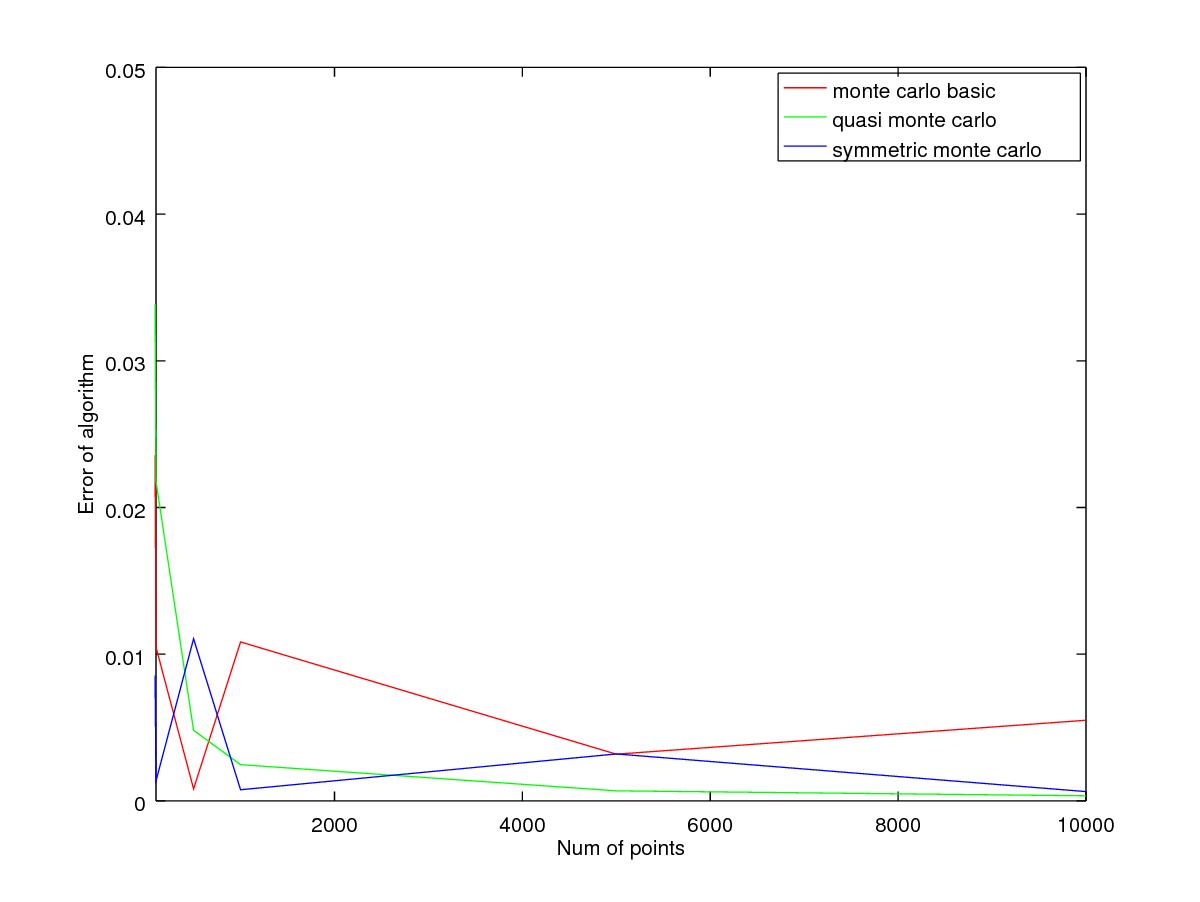 0.05
0.04
0.03
0.02
0.01
0
Error of algorithm
monte carlo basic
quasi monte carlo
symmetric monte carlo
2000 4000 6000 8000 10000
Num of points